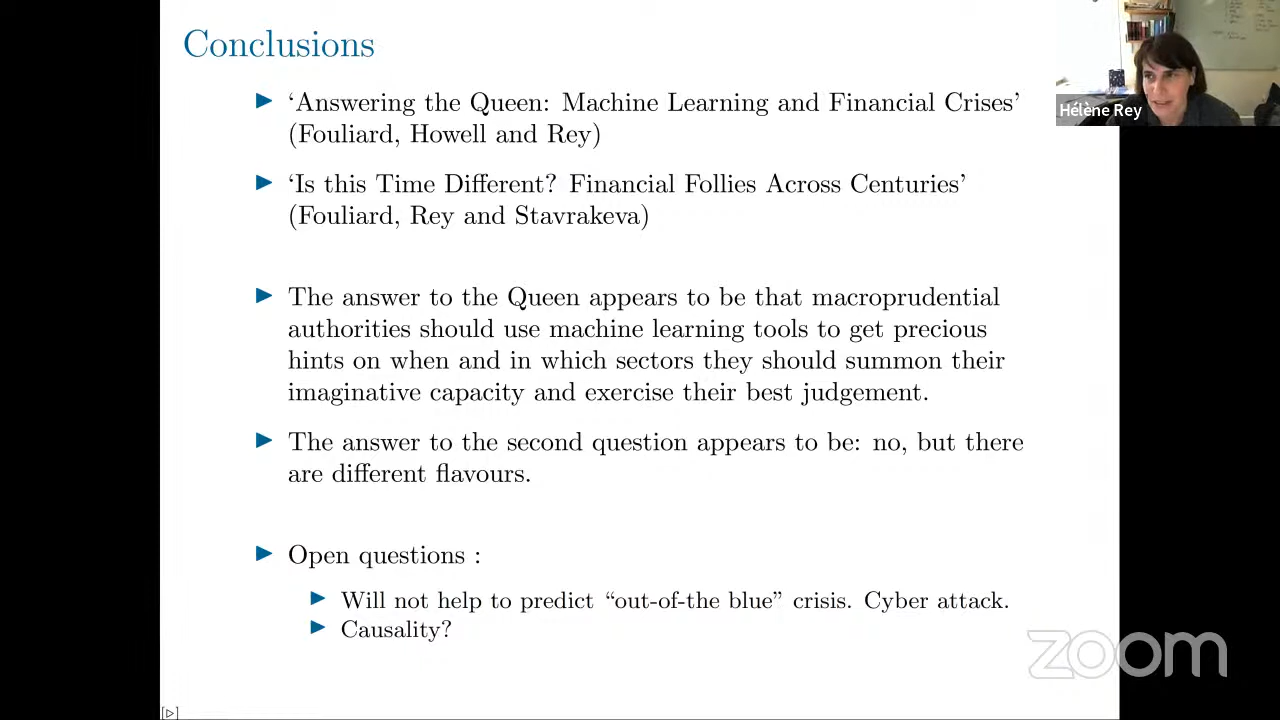 Conclusions
‘Answering the Queen: Machine Learning and Financial Crises’
(Fouliard, Howell and Rey)
‘Is this Time Different? Financial Follies Across Centuries’
(Fouliard, Rey and Stavrakeva)
The answer to the Queen appears to be that macroprudential
authorities should use machine learning tools to get precious
hints on when and in which sectors they should summon their
imaginative capacity and exercise their best judgement.
The answer to the second question appears to be: no, but there
are different flavours.
Open questions :
Will not help to predict “out-of-the blue” crisis. Cyber attack.
Causality?
Hélène Rey
zoom